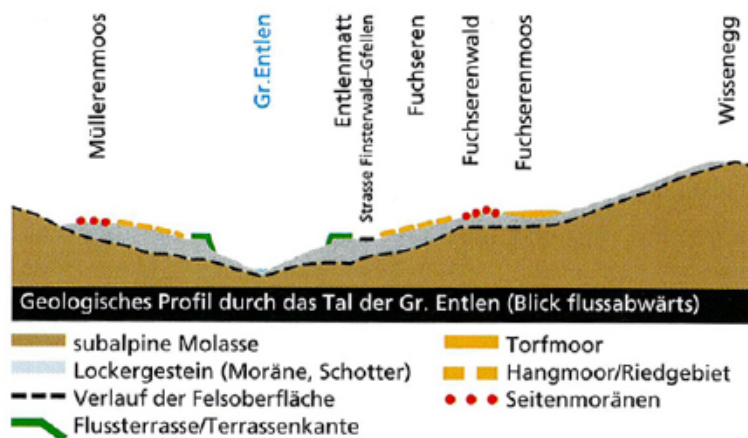 Müllerenmoos
Gr.Entlen
Entlenmatt
Strasse Finsterwald–Gfellen
Fuchseren
Fuchserenwald
Fuchserenmoos
Wissenegg
Geologisches Profil durch das Tal der Gr. Entlen (Blick flussabwärts)
subalpine Molasse
Lockergestein (Moräne, Schotter)
Verlauf der Felsoberfläche
Flussterrasse/Terrassenkante
Torfmoor
Hangmoor/Riedgebiet
Seitenmoränen